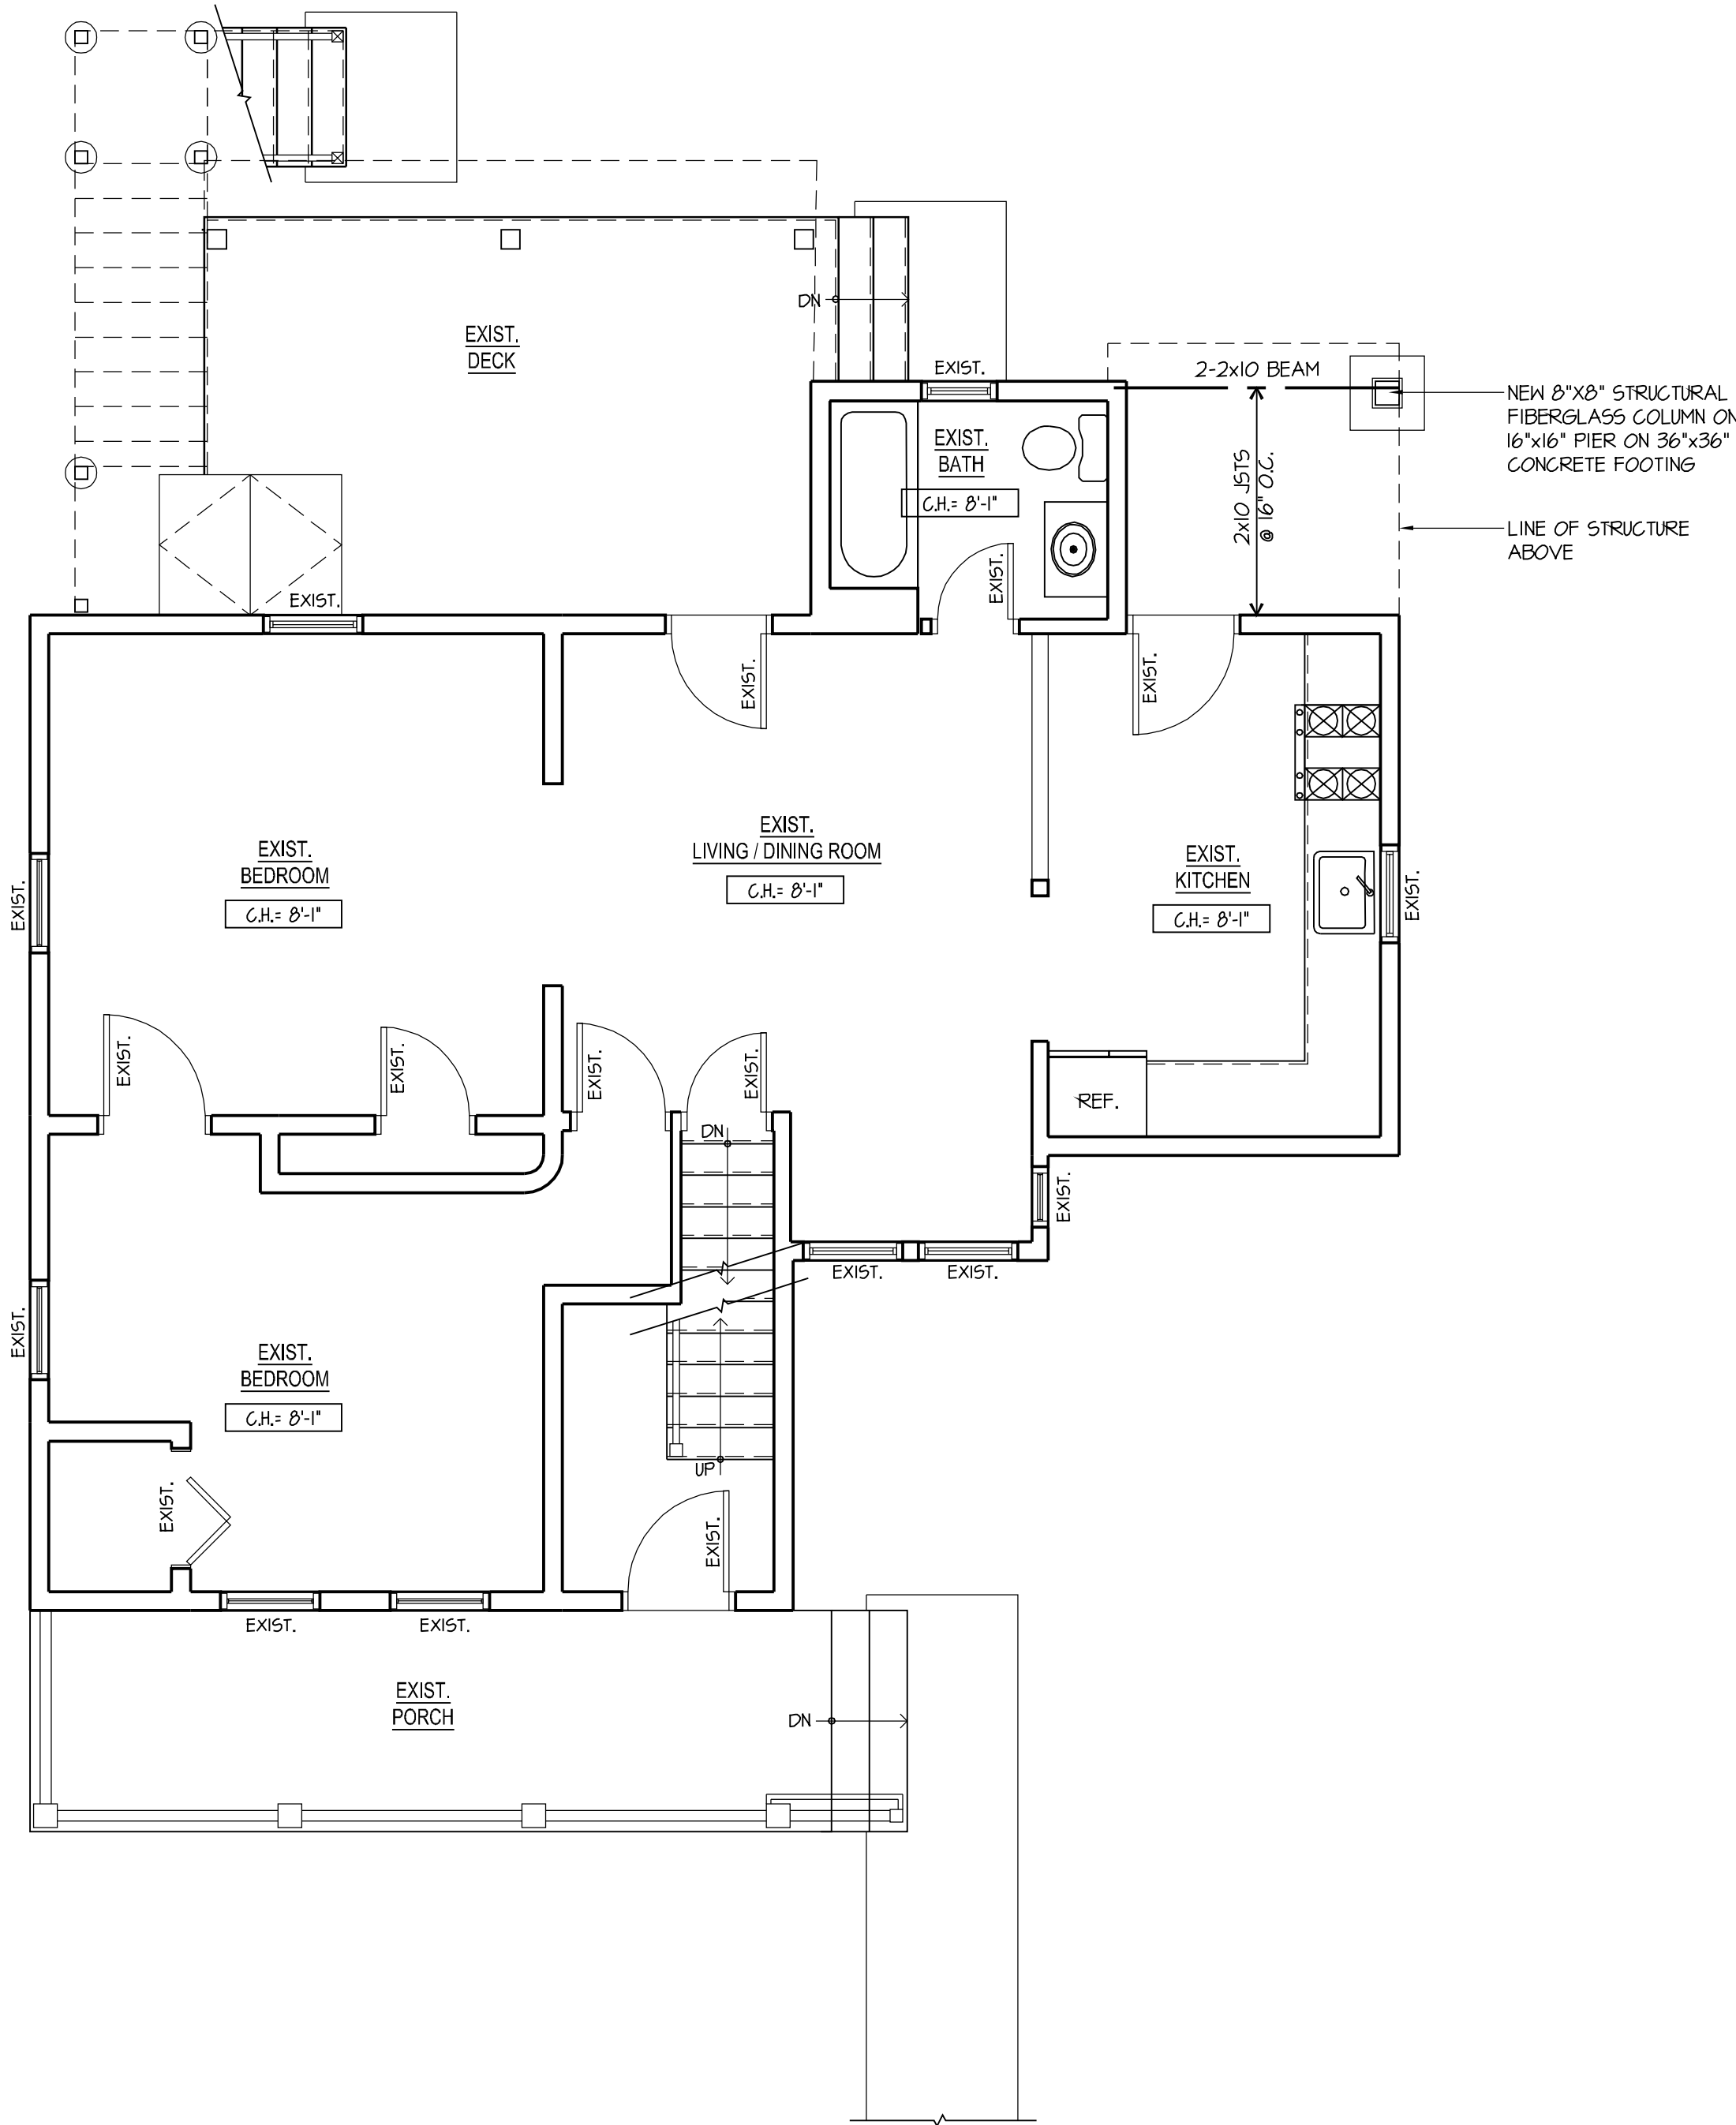 EXIST.
DECK
DN
EXIST.
2-2x10 BEAM
NEW 8"X8" STRUCTURAL
FIBERGLASS COLUMN ON
16"x16" PIER ON 36"x36"
CONCRETE FOOTING
EXIST.
BATH
C.H.= 8'-1"
2x10 JSTS
@ 16" O.C.
LINE OF STRUCTURE
ABOVE
EXIST.
EXIST.
EXIST.
EXIST.
EXIST.
BEDROOM
C.H.= 8'-1"
EXIST.
LIVING / DINING ROOM
C.H.= 8'-1"
EXIST.
KITCHEN
C.H.= 8'-1"
EXIST.
EXIST.
EXIST.
EXIST.
EXIST.
EXIST.
REF.
DN
EXIST.
EXIST.
EXIST.
EXIST.
EXIST.
BEDROOM
C.H.= 8'-1"
UP
EXIST.
EXIST.
EXIST.
EXIST.
EXIST.
PORCH
DN